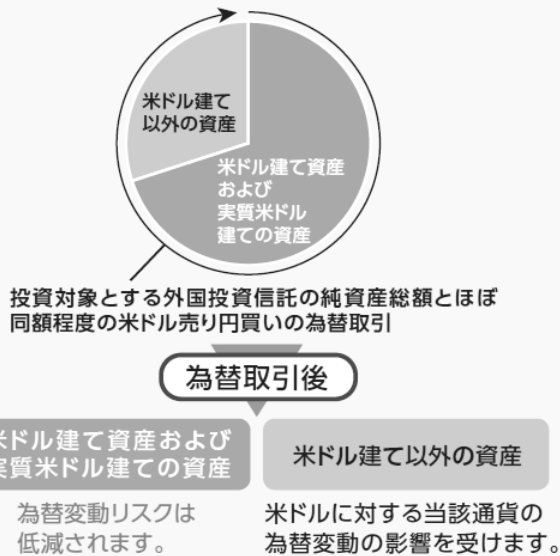 米ドル建て
以外の資産
米ドル建て資産
および
実質米ドル
建ての資産
投資対象とする外国投資信託の純資産総額とほぼ
同額程度の米ドル売り円買いの為替取引
為替取引後
米ドル建て資産および
実質米ドル建ての資産
米ドル建て以外の資産
為替変動リスクは
低減されます。
米ドルに対する当該通貨の
為替変動の影響を受けます。